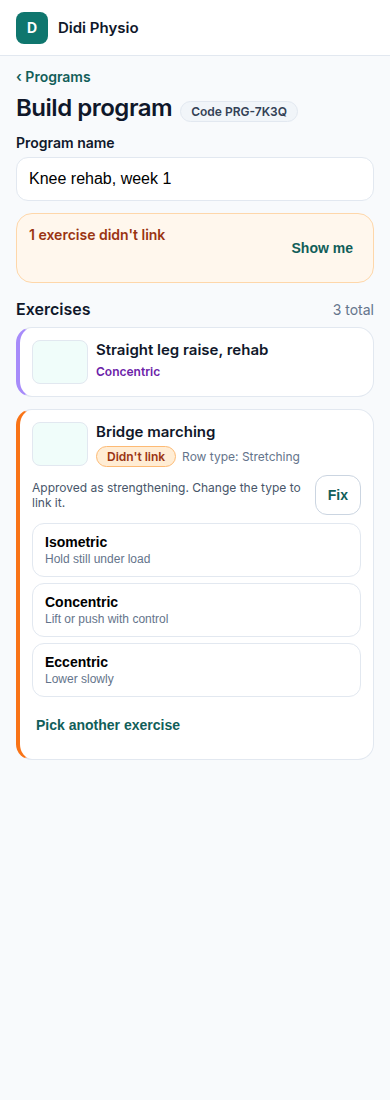 D Didi Physio
‹ Programs
Build program Code PRG-7K3Q
Program name
Knee rehab, week 1
1 exercise didn't link
Show me
Exercises 3 total
Straight leg raise, rehab
Concentric
Bridge marching
Didn't link Row type: Stretching
Approved as strengthening. Change the type to
link it.
Fix
Isometric
Hold still under load
Concentric
Lift or push with control
Eccentric
Lower slowly
Pick another exercise